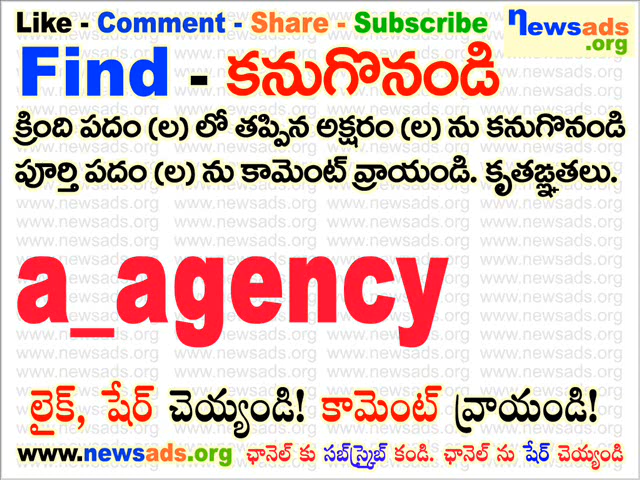 Like - Comment - Share - Subscribe
newsads
.org
Find - కనుగొనండి
క్రింది పదం (ల) లో తప్పిన అక్షరం (ల) ను కనుగొనండి
పూర్తి పదం (ల) ను కామెంట్ వ్రాయండి. కృతజ్ఞతలు.
a_agency
లైక్, షేర్ చెయ్యండి! కామెంట్ వ్రాయండి!
www.newsads.org ఛానెల్ కు సబ్‌స్క్రైబ్ కండి. ఛానెల్ ను షేర్ చెయ్యండి